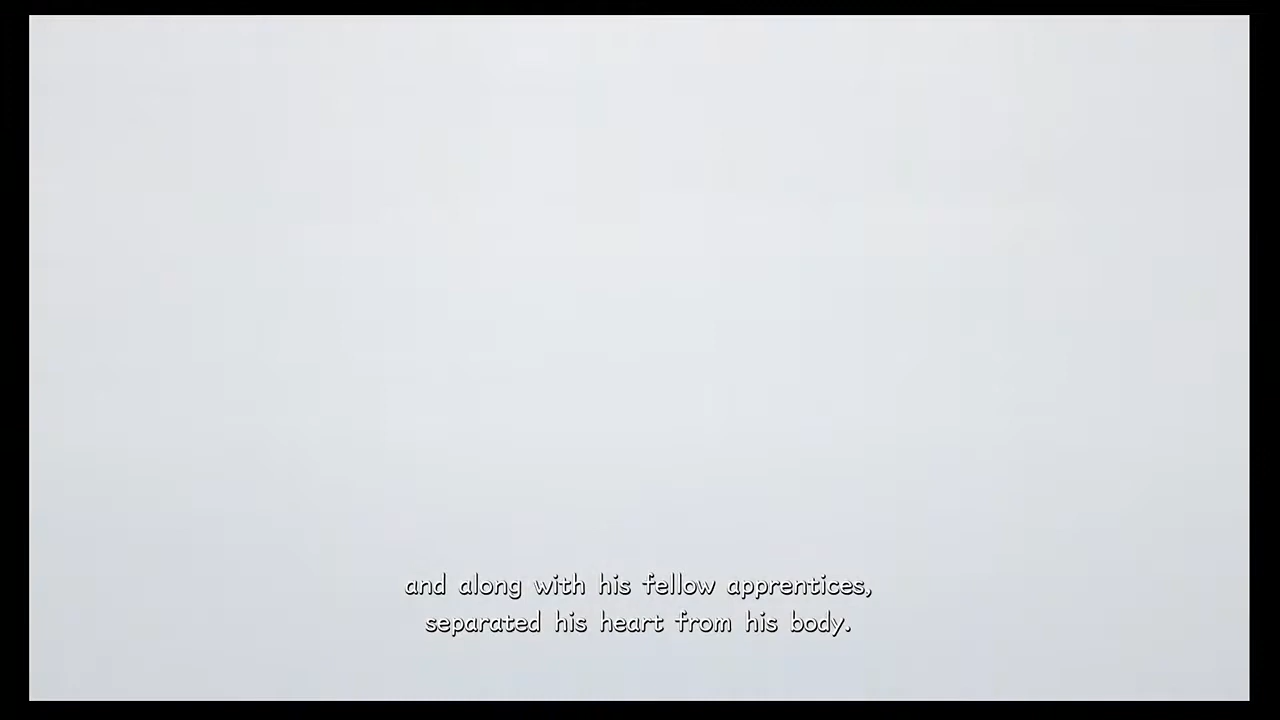 and along with his fellow apprentices,
separated his heart from his body.